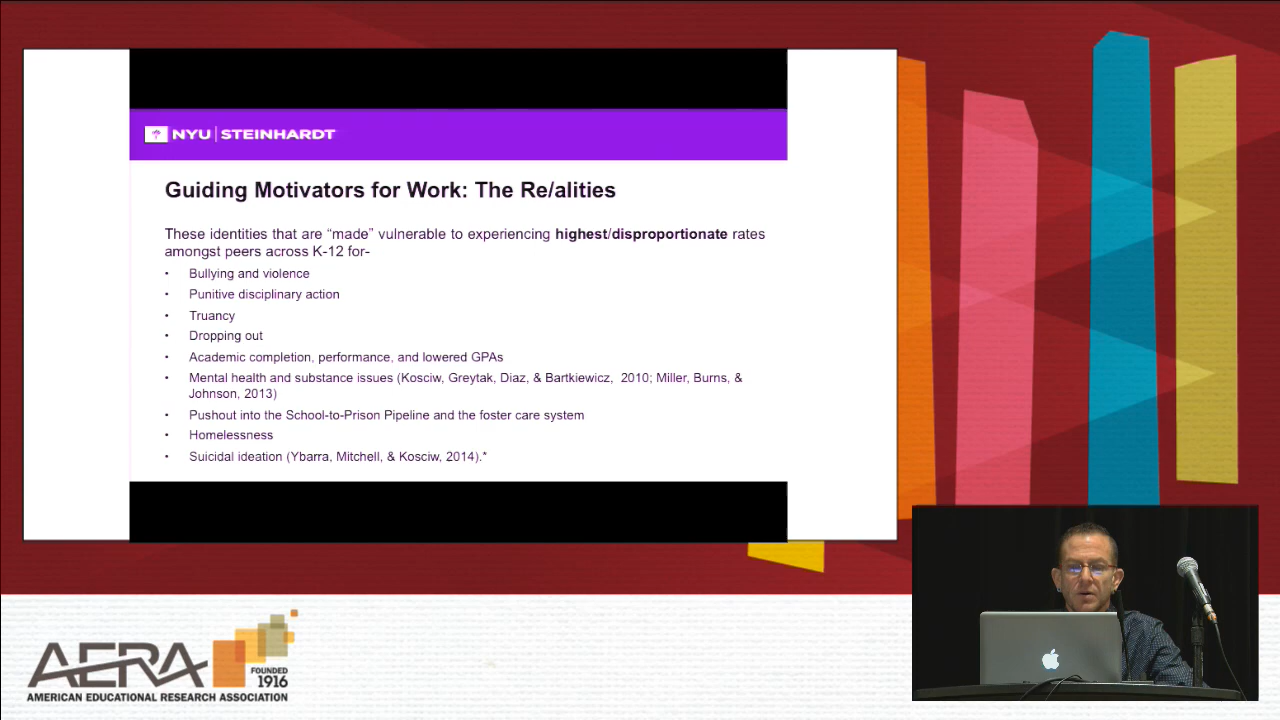 NYU | STEINHARDT
Guiding Motivators for Work: The Re/alities
These identities that are “made” vulnerable to experiencing highest/disproportionate rates
amongst peers across K-12 for-
• Bullying and violence
• Punitive disciplinary action
• Truancy
• Dropping out
• Academic completion, performance, and lowered GPAs
• Mental health and substance issues (Kosciw, Greytak, Diaz, & Bartkiewicz, 2010; Miller, Burns, &
Johnson, 2013)
• Pushout into the School-to-Prison Pipeline and the foster care system
• Homelessness
• Suicidal ideation (Ybarra, Mitchell, & Kosciw, 2014).*
AERA
FOUNDED
1916
AMERICAN EDUCATIONAL RESEARCH ASSOCIATION